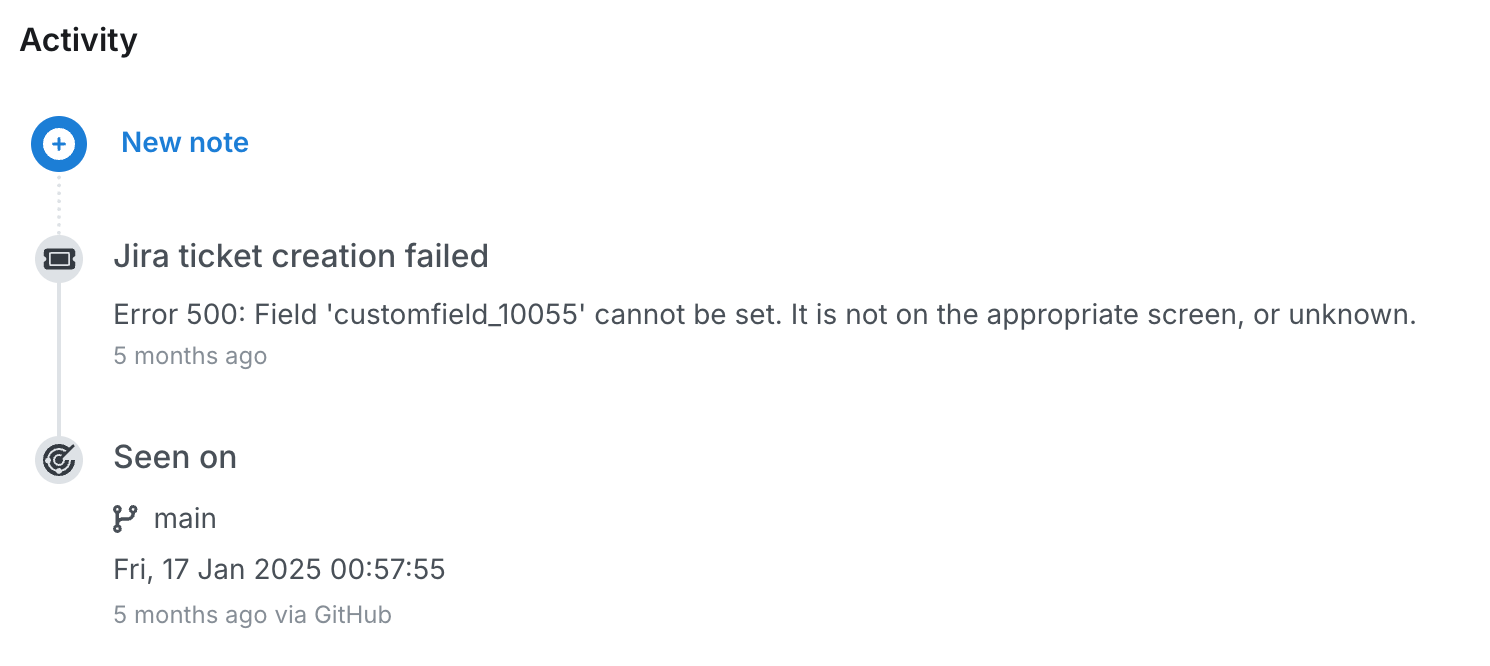 Activity
New note
Jira ticket creation failed
Error 500: Field 'customfield_10055' cannot be set. It is not on the appropriate screen, or unknown.
5 months ago
Seen on
main
Fri, 17 Jan 2025 00:57:55
5 months ago via GitHub